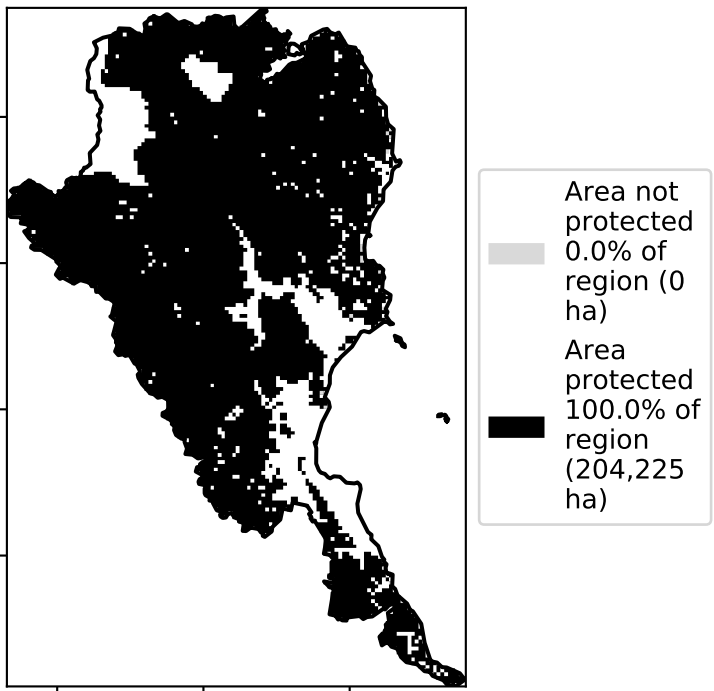 Area not
protected
0.0% of
region (0
ha)
Area
protected
100.0% of
region
(204,225
ha)